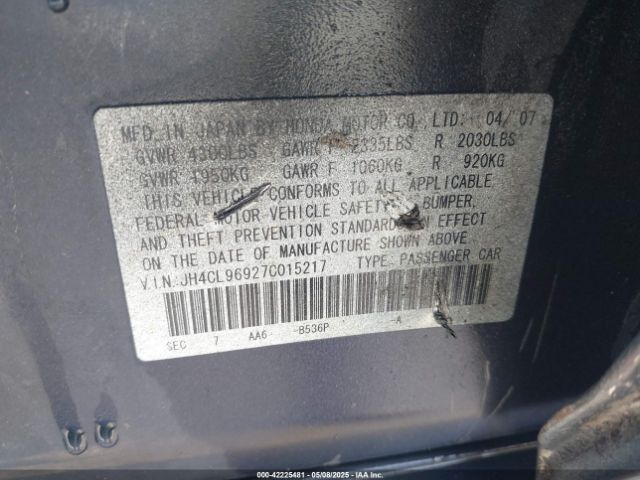 MFD. IN JAPAN BY HONDA MOTOR CO., LTD. 04/07
GVWR 4300LBS GAWR F 2335LBS R 2030LBS
GVWR 1950KG GAWR F 1060KG R 920KG
THIS VEHICLE CONFORMS TO ALL APPLICABLE
FEDERAL MOTOR VEHICLE SAFETY, BUMPER,
AND THEFT PREVENTION STANDARDS IN EFFECT
ON THE DATE OF MANUFACTURE SHOWN ABOVE
V.I.N.: JH4CL96927C015217 TYPE: PASSENGER CAR
SEC 7 AA6 -B536P -A
000-42225481 - 05/08/2025 - IAA Inc.